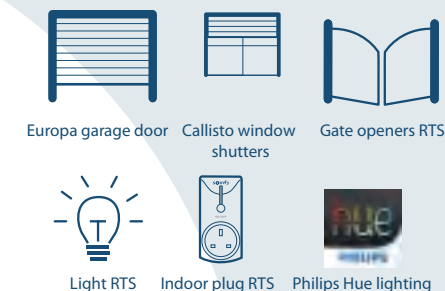 Europa garage door
Callisto window
shutters
Gate openers RTS
somfy
Light RTS
Indoor plug RTS
hue
PHILIPS
Philips Hue lighting